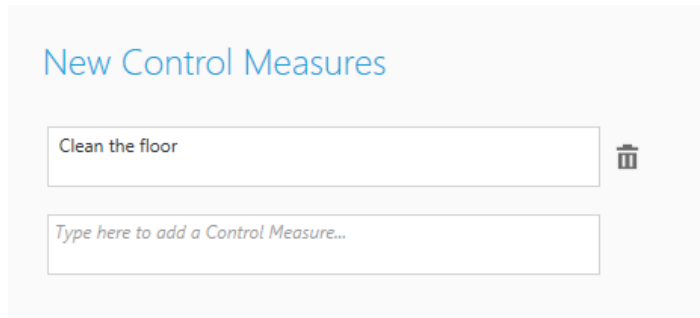 New Control Measures
Clean the floor
Type here to add a Control Measure...